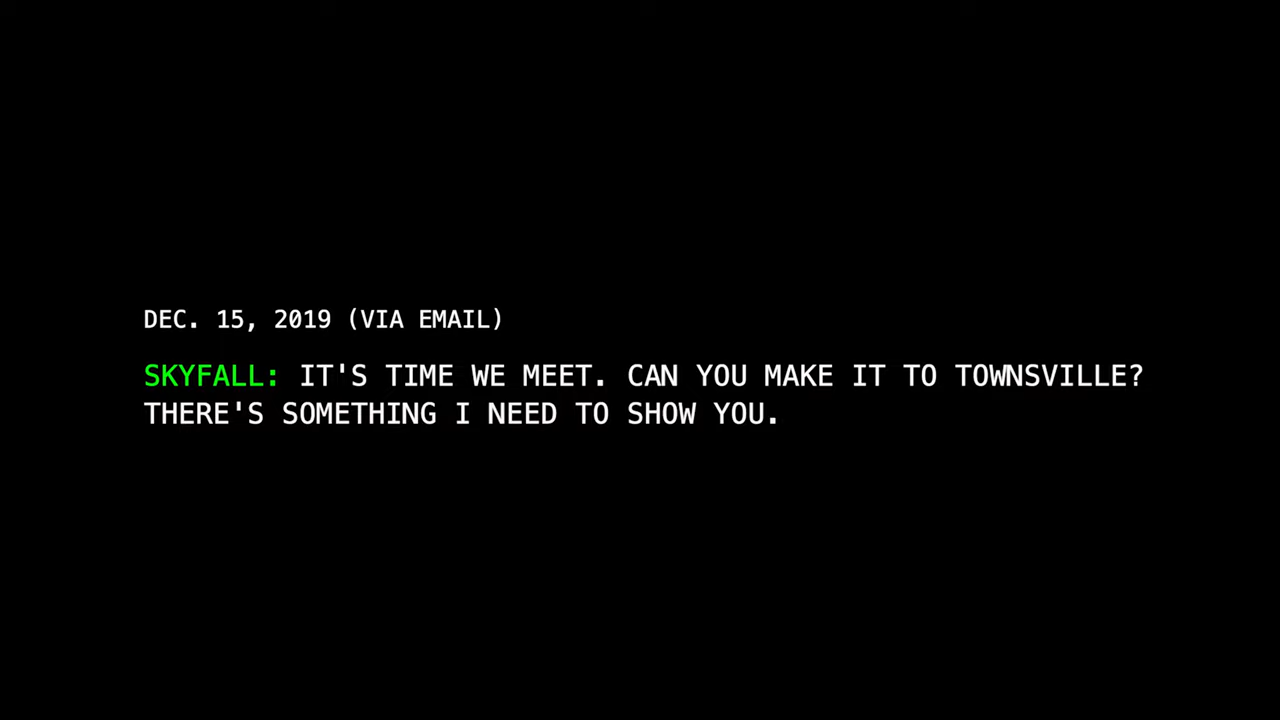 DEC. 15, 2019 (VIA EMAIL)
SKYFALL: IT'S TIME WE MEET. CAN YOU MAKE IT TO TOWNSVILLE?
THERE'S SOMETHING I NEED TO SHOW YOU.